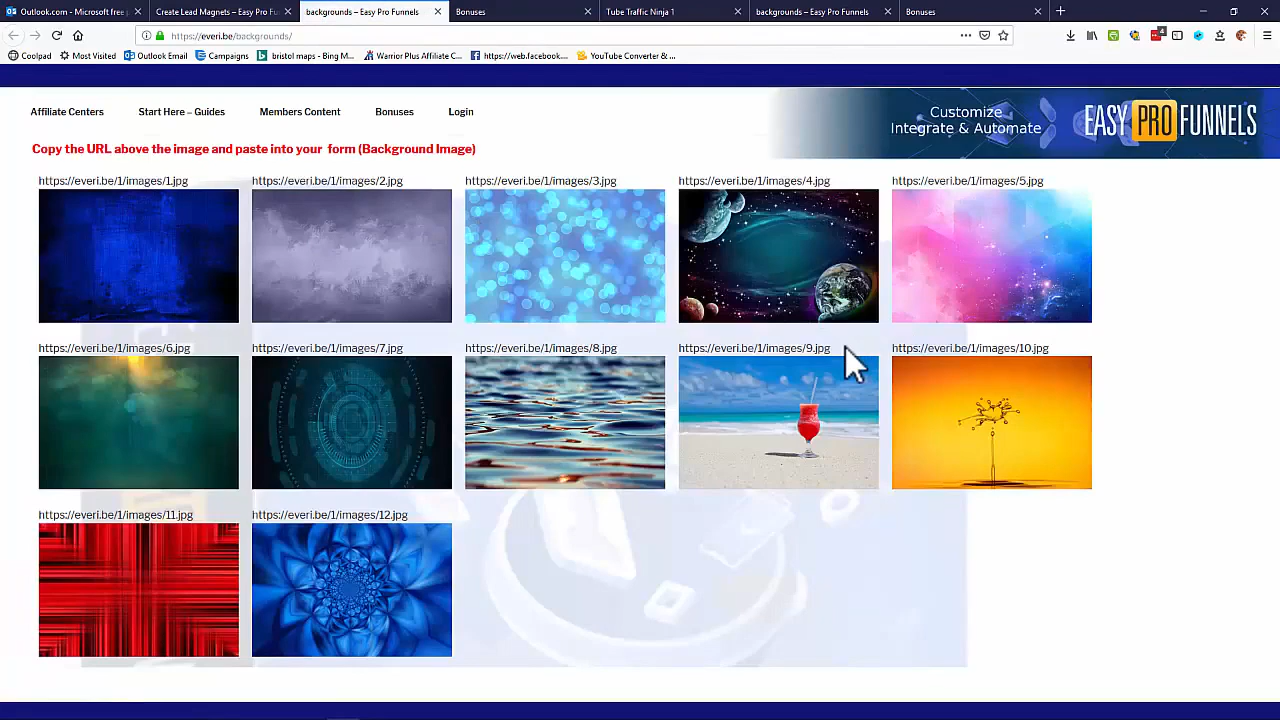 Outlook.com - Microsoft free
Create Lead Magnets – Easy Pro Fu
backgrounds – Easy Pro Funnels
Bonuses
Tube Traffic Ninja 1
backgrounds – Easy Pro Funnels
Bonuses
https://everi.be/backgrounds/
4
Coolpad
Most Visited
Outlook Email
Campaigns
bristol maps - Bing M...
Warrior Plus Affiliate C...
https://web.facebook...
YouTube Converter & ...
Affiliate Centers
Start Here – Guides
Members Content
Bonuses
Login
Customize
Integrate & Automate
EASY PRO FUNNELS
Copy the URL above the image and paste into your form (Background Image)
https://everi.be/1/images/1.jpg
https://everi.be/1/images/2.jpg
https://everi.be/1/images/3.jpg
https://everi.be/1/images/4.jpg
https://everi.be/1/images/5.jpg
https://everi.be/1/images/6.jpg
https://everi.be/1/images/7.jpg
https://everi.be/1/images/8.jpg
https://everi.be/1/images/9.jpg
https://everi.be/1/images/10.jpg
https://everi.be/1/images/11.jpg
https://everi.be/1/images/12.jpg